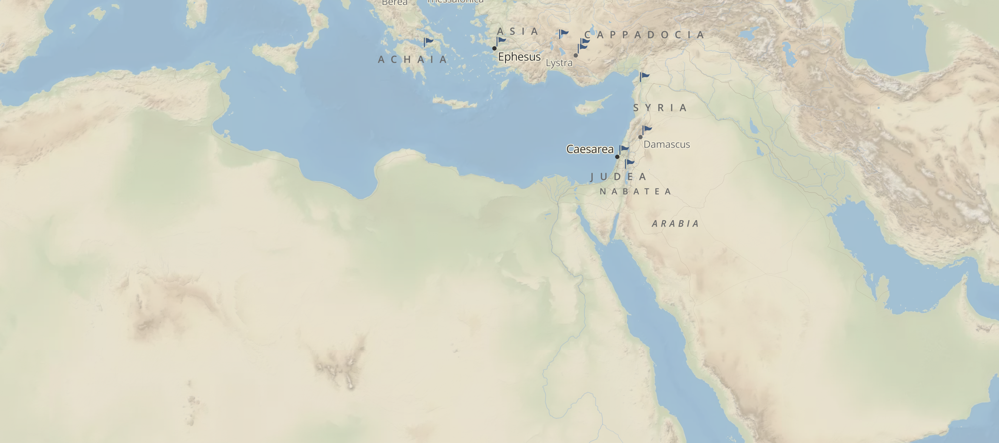 Berea
Thessalonica
ASIA
CAPPADOCIA
Ephesus
ACHAIA
Lystra
SYRIA
Damascus
Caesarea
JUDEA
NABATEA
ARABIA